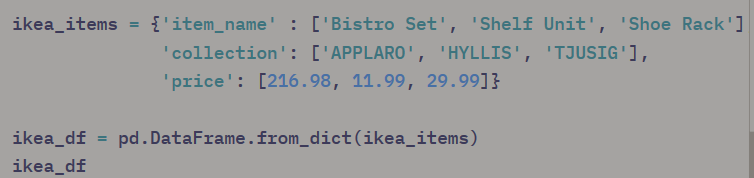 ikea_items = {'item_name' : ['Bistro Set', 'Shelf Unit', 'Shoe Rack']
'collection': ['APPLARO', 'HYLLIS', 'TJUSIG'],
'price': [216.98, 11.99, 29.99]}
ikea_df = pd.DataFrame.from_dict(ikea_items)
ikea_df